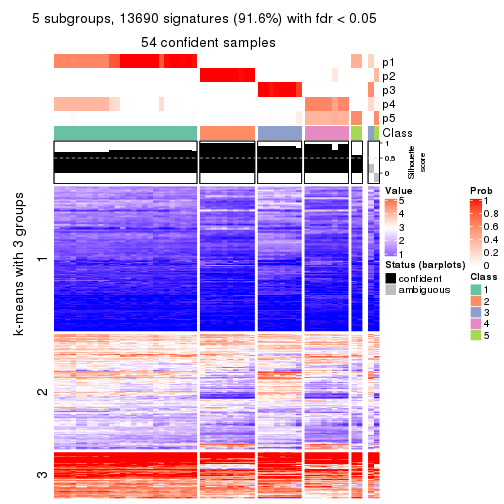 5 subgroups, 13690 signatures (91.6%) with fdr < 0.05
54 confident samples
p1
p2
p3
p4
p5
Class
1
0.5
0
Silhouette
score
k-means with 3 groups
1
2
3
Value
5
4
3
2
1
Status (barplots)
confident
ambiguous
Prob
1
0.8
0.6
0.4
0.2
0
Class
1
2
3
4
5